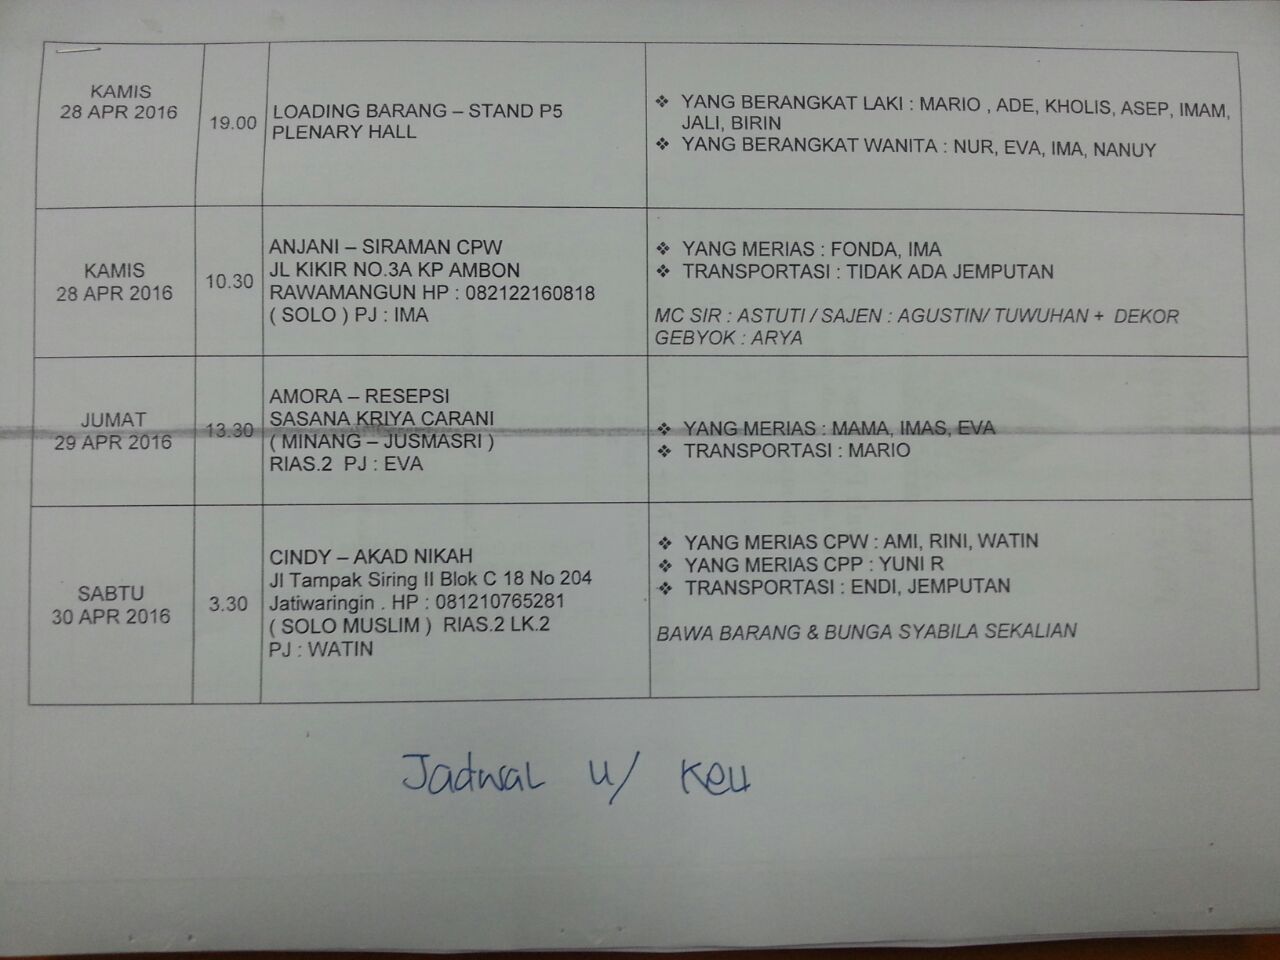 KAMIS
28 APR 2016
19.00
LOADING BARANG – STAND P5
PLENARY HALL
❖ YANG BERANGKAT LAKI : MARIO , ADE, KHOLIS, ASEP, IMAM,
JALI, BIRIN
❖ YANG BERANGKAT WANITA : NUR, EVA, IMA, NANUY
KAMIS
28 APR 2016
10.30
ANJANI – SIRAMAN CPW
JL KIKIR NO.3A KP AMBON
RAWAMANGUN HP : 082122160818
( SOLO ) PJ : IMA
❖ YANG MERIAS : FONDA, IMA
❖ TRANSPORTASI : TIDAK ADA JEMPUTAN
MC SIR : ASTUTI / SAJEN : AGUSTIN/ TUWUHAN + DEKOR
GEBYOK : ARYA
JUMAT
29 APR 2016
13.30
AMORA – RESEPSI
SASANA KRIYA CARANI
( MINANG – JUSMASRI )
RIAS.2 PJ : EVA
❖ YANG MERIAS : MAMA, IMAS, EVA
❖ TRANSPORTASI : MARIO
SABTU
30 APR 2016
3.30
CINDY – AKAD NIKAH
Jl Tampak Siring II Blok C 18 No 204
Jatiwaringin . HP : 081210765281
( SOLO MUSLIM ) RIAS.2 LK.2
PJ : WATIN
❖ YANG MERIAS CPW : AMI, RINI, WATIN
❖ YANG MERIAS CPP : YUNI R
❖ TRANSPORTASI : ENDI, JEMPUTAN
BAWA BARANG & BUNGA SYABILA SEKALIAN
Jadwal u/ Keu